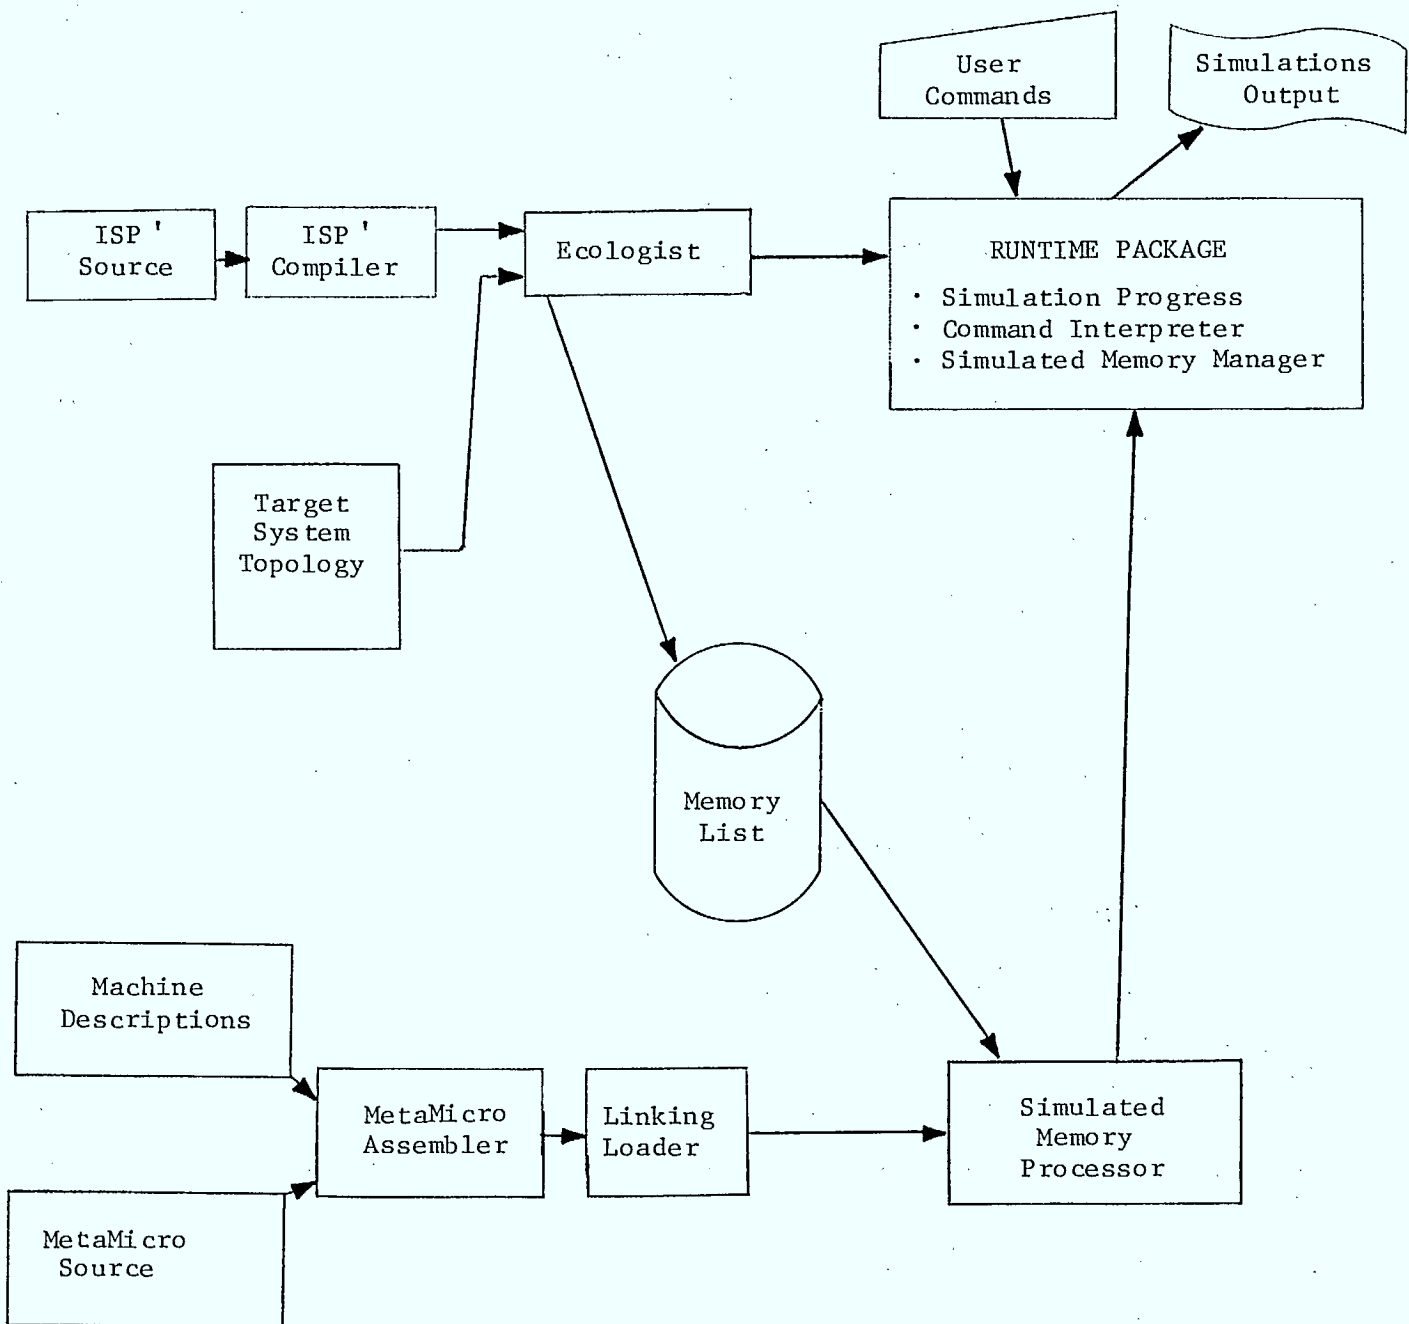 User
Commands
Simulations
Output
ISP '
Source
ISP '
Compiler
Ecologist
RUNTIME PACKAGE
· Simulation Progress
· Command Interpreter
· Simulated Memory Manager
Target
System
Topology
Memory
List
Machine
Descriptions
MetaMicro
Assembler
Linking
Loader
Simulated
Memory
Processor
MetaMicro
Source